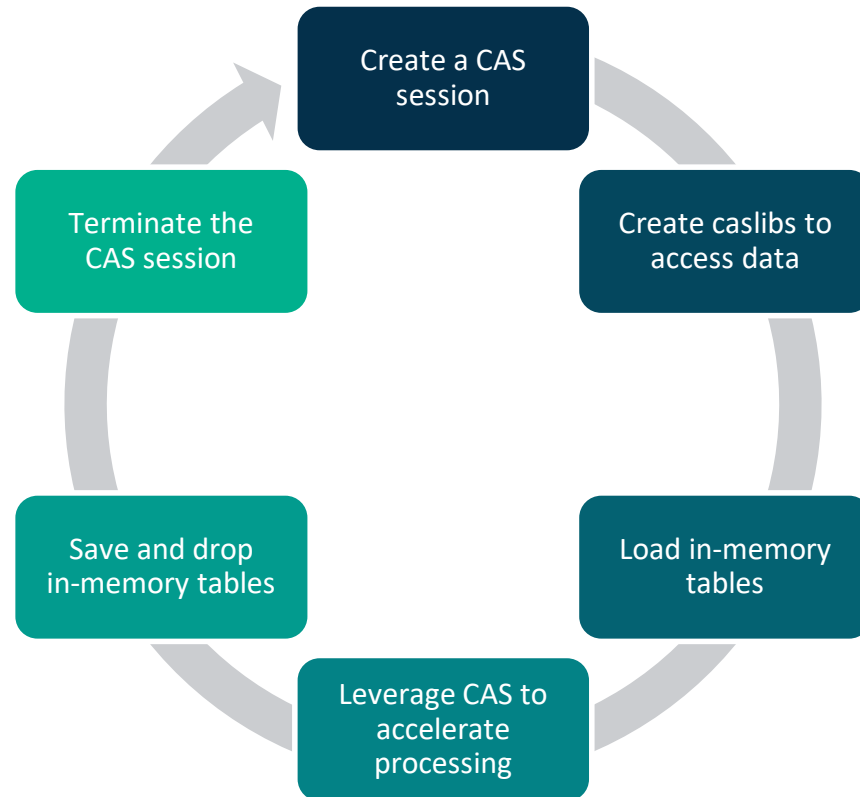 Create a CAS
session
Create caslibs to
access data
Load in-memory
tables
Leverage CAS to
accelerate
processing
Save and drop
in-memory tables
Terminate the
CAS session